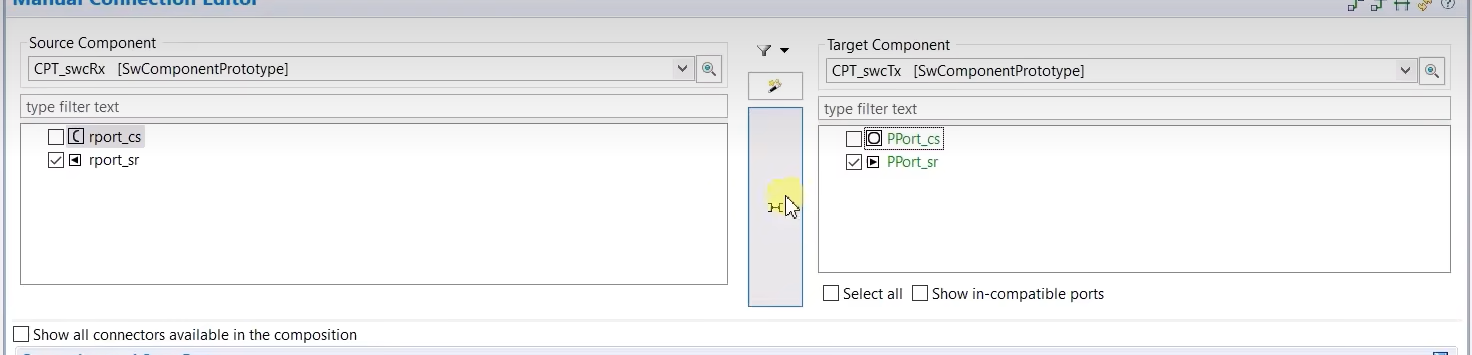 Manual Connection Editor
Source Component
CPT_swcRx [SwComponentPrototype]
type filter text
rport_cs
rport_sr
Target Component
CPT_swcTx [SwComponentPrototype]
type filter text
PPort_cs
PPort_sr
Select all Show in-compatible ports
Show all connectors available in the composition